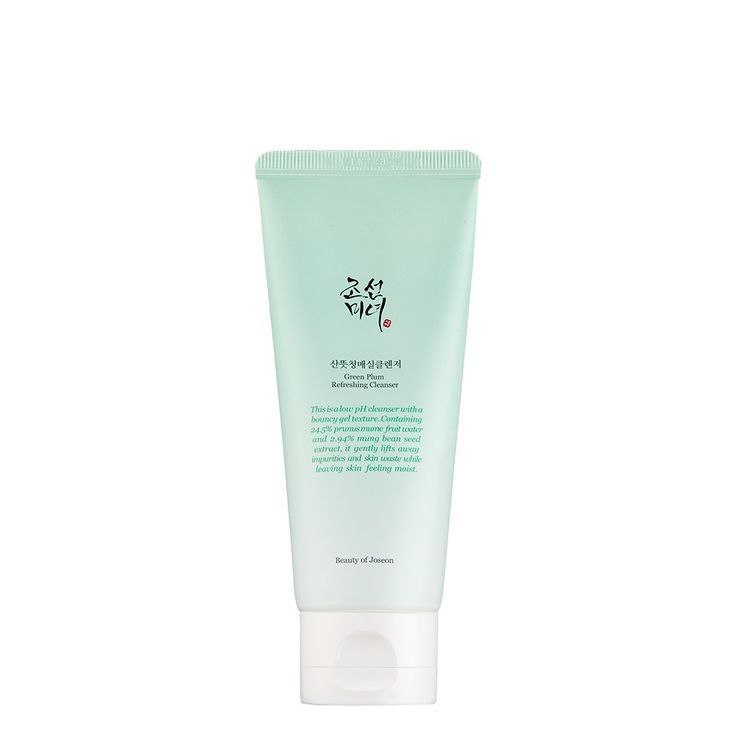 조선
미녀
산뜻청매실클렌저
Green Plum
Refreshing Cleanser
This is a low pH cleanser with a
bouncy gel texture. Containing
24.5% prunus mume fruit water
and 2.94% mung bean seed
extract, it gently lifts away
impurities and skin waste while
leaving skin feeling moist.
Beauty of Joseon